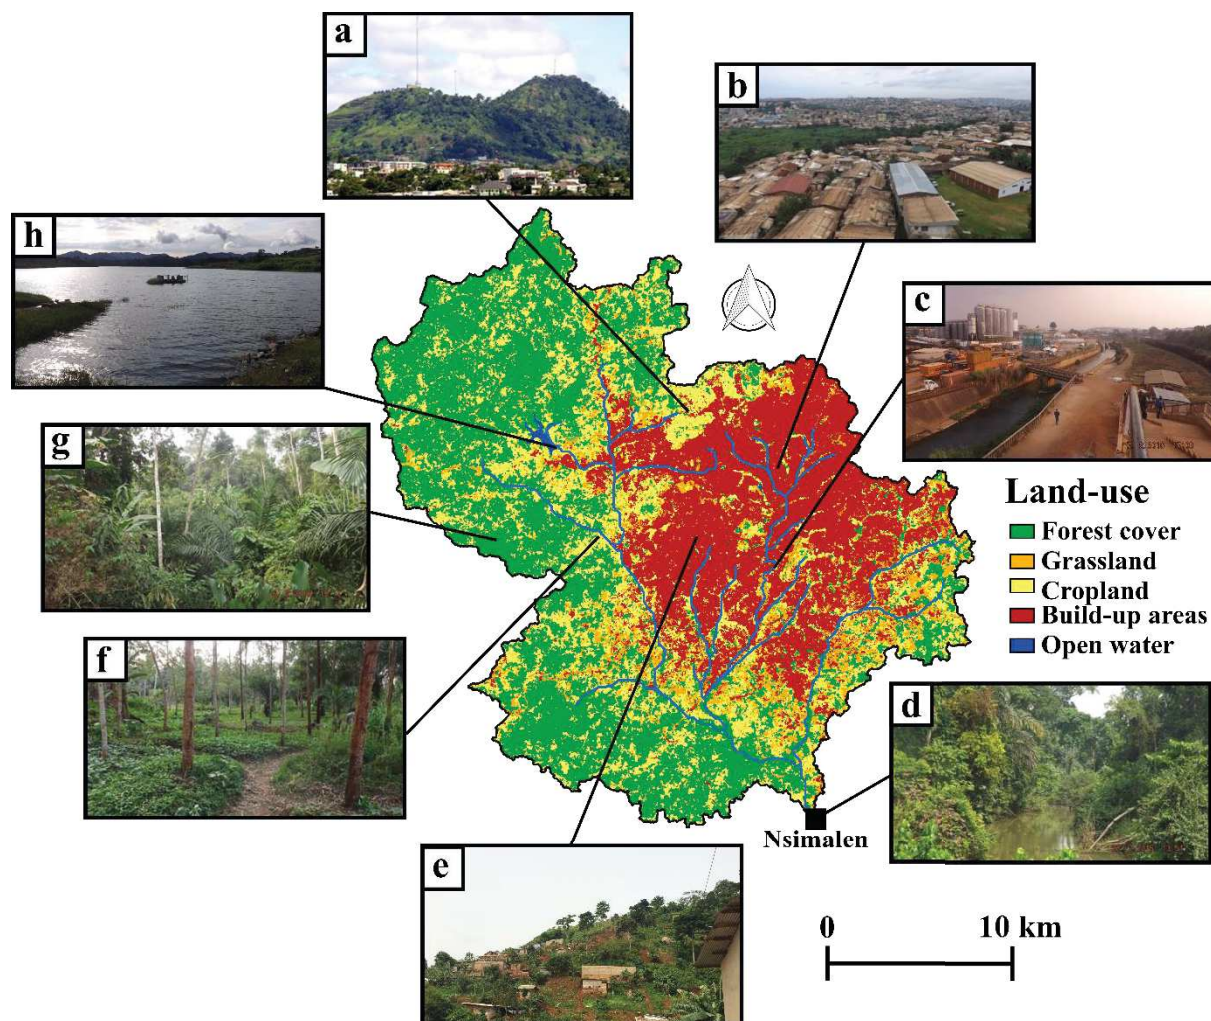 a
b
h
c
g
Land-use
Forest cover
Grassland
Cropland
Build-up areas
Open water
f
d
Nsimalen
e
0 10 km